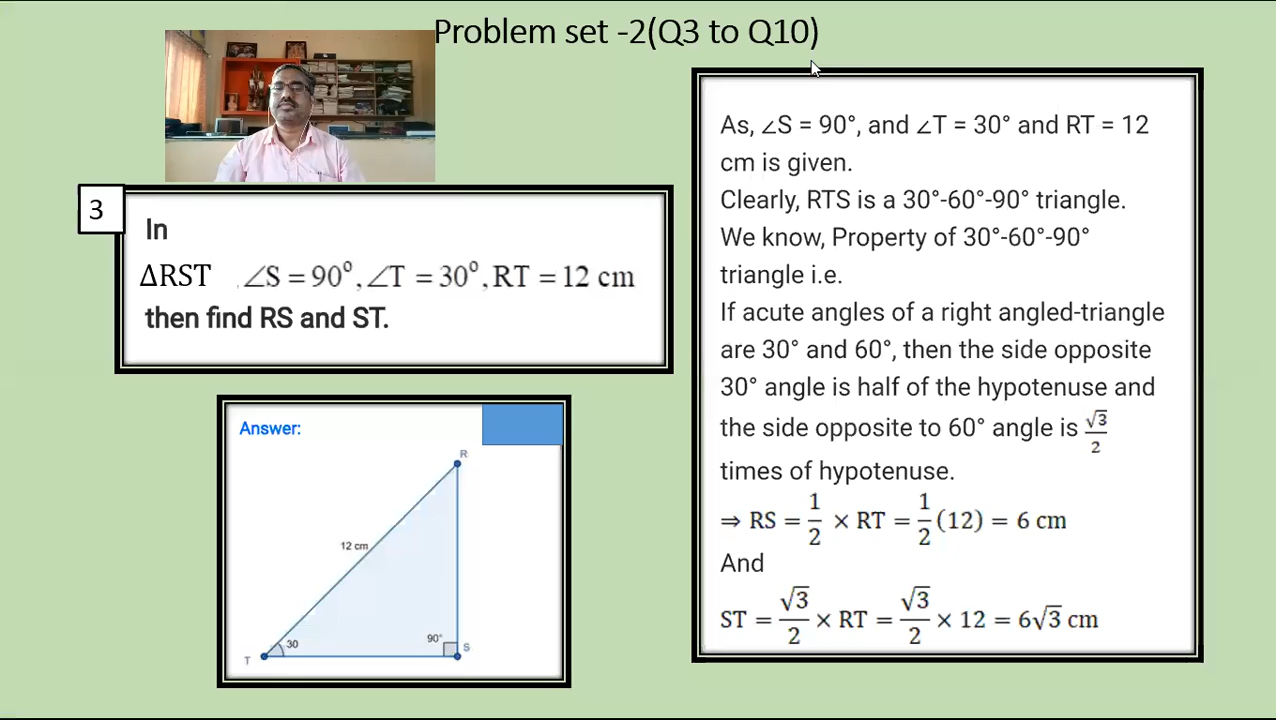 Problem set -2(Q3 to Q10)
3
In
ΔRST ∠S = 90⁰, ∠T = 30⁰, RT = 12 cm
then find RS and ST.
Answer:
R
12 cm
30
90°
T
S
As, ∠S = 90°, and ∠T = 30° and RT = 12
cm is given.
Clearly, RTS is a 30°-60°-90° triangle.
We know, Property of 30°-60°-90°
triangle i.e.
If acute angles of a right angled-triangle
are 30° and 60°, then the side opposite
30° angle is half of the hypotenuse and
the side opposite to 60° angle is √3/2
times of hypotenuse.
⇒ RS = 1/2 × RT = 1/2 (12) = 6 cm
And
ST = √3/2 × RT = √3/2 × 12 = 6√3 cm